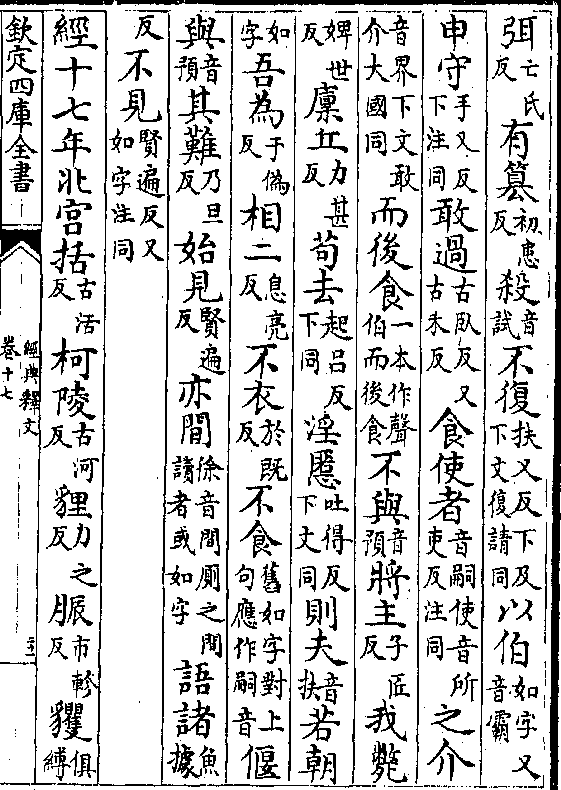 弭亡氏反有篡初患反殺音試不復扶又反下及下文復請同以伯如字又音霸
申守手又反下注同敢過古臥反又古禾反食使者音嗣使音所吏反注同之介
音界下文敢介大國同而後食一本作聲伯而後食不與音預將主子匠反我斃
婢世反廩丘力甚反苟去起呂反下同淫慝吐得反下文同則夫音扶若朝
如字吾為于偽反相二息亮反不衣於既反不食舊如字對上句應作嗣音偃
與音預其難乃旦反始見賢遍反亦間徐音間厠之間讀者或如字語諸魚據
反不見賢遍反又如字注同
經十七年北宮括古活反柯陵古河反貍力之反脤市軫反貜俱縛
欽定四庫全書
經典釋文
卷十七